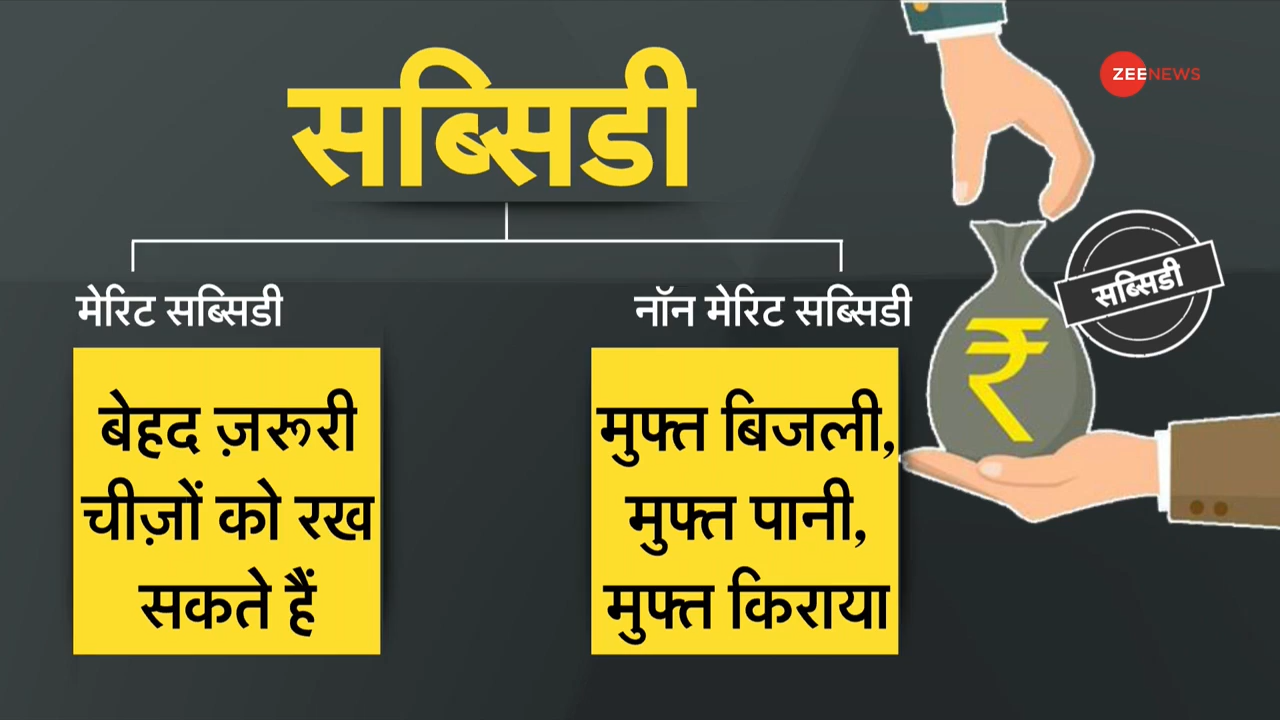 सब्सिडी
ZEENEWS
मेरिट सब्सिडी
नॉन मेरिट सब्सिडी
सब्सिडी
₹
बेहद ज़रूरी
चीज़ों को रख
सकते हैं
मुफ्त बिजली,
मुफ्त पानी,
मुफ्त किराया